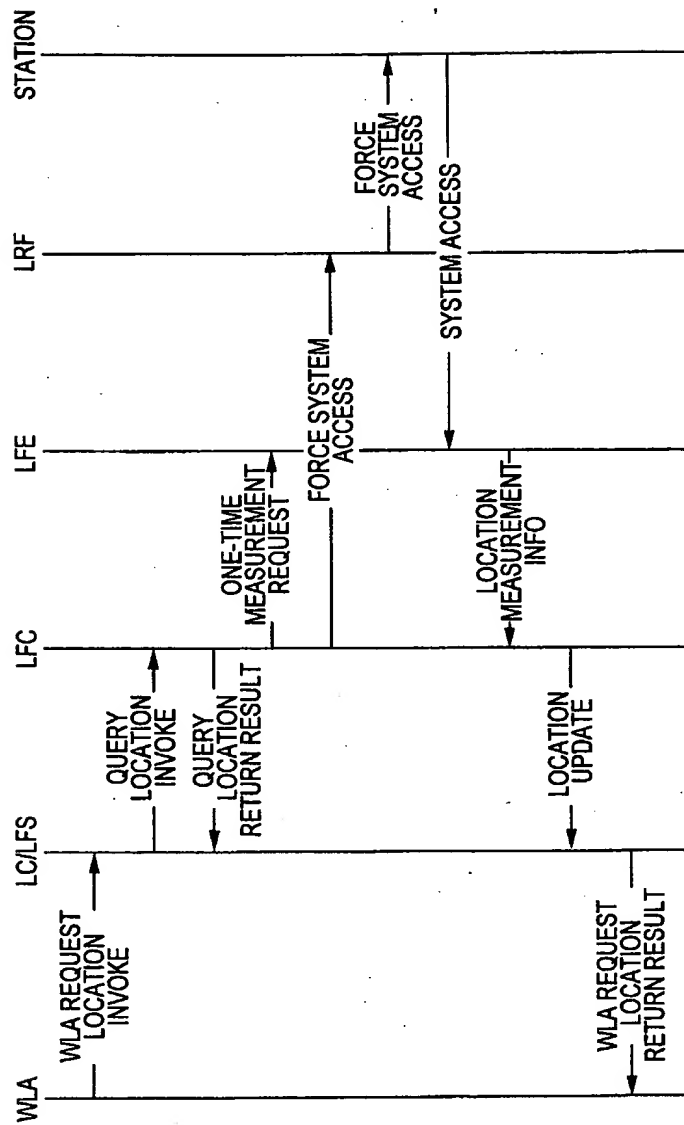 WLA
LC/LFS
LFC
LFE
LRF
STATION
WLA REQUEST
LOCATION
INVOKE
QUERY
LOCATION
INVOKE
QUERY
LOCATION
RETURN RESULT
ONE-TIME
MEASUREMENT
REQUEST
FORCE SYSTEM
ACCESS
FORCE
SYSTEM
ACCESS
SYSTEM ACCESS
LOCATION
MEASUREMENT
INFO
LOCATION
UPDATE
WLA REQUEST
LOCATION
RETURN RESULT